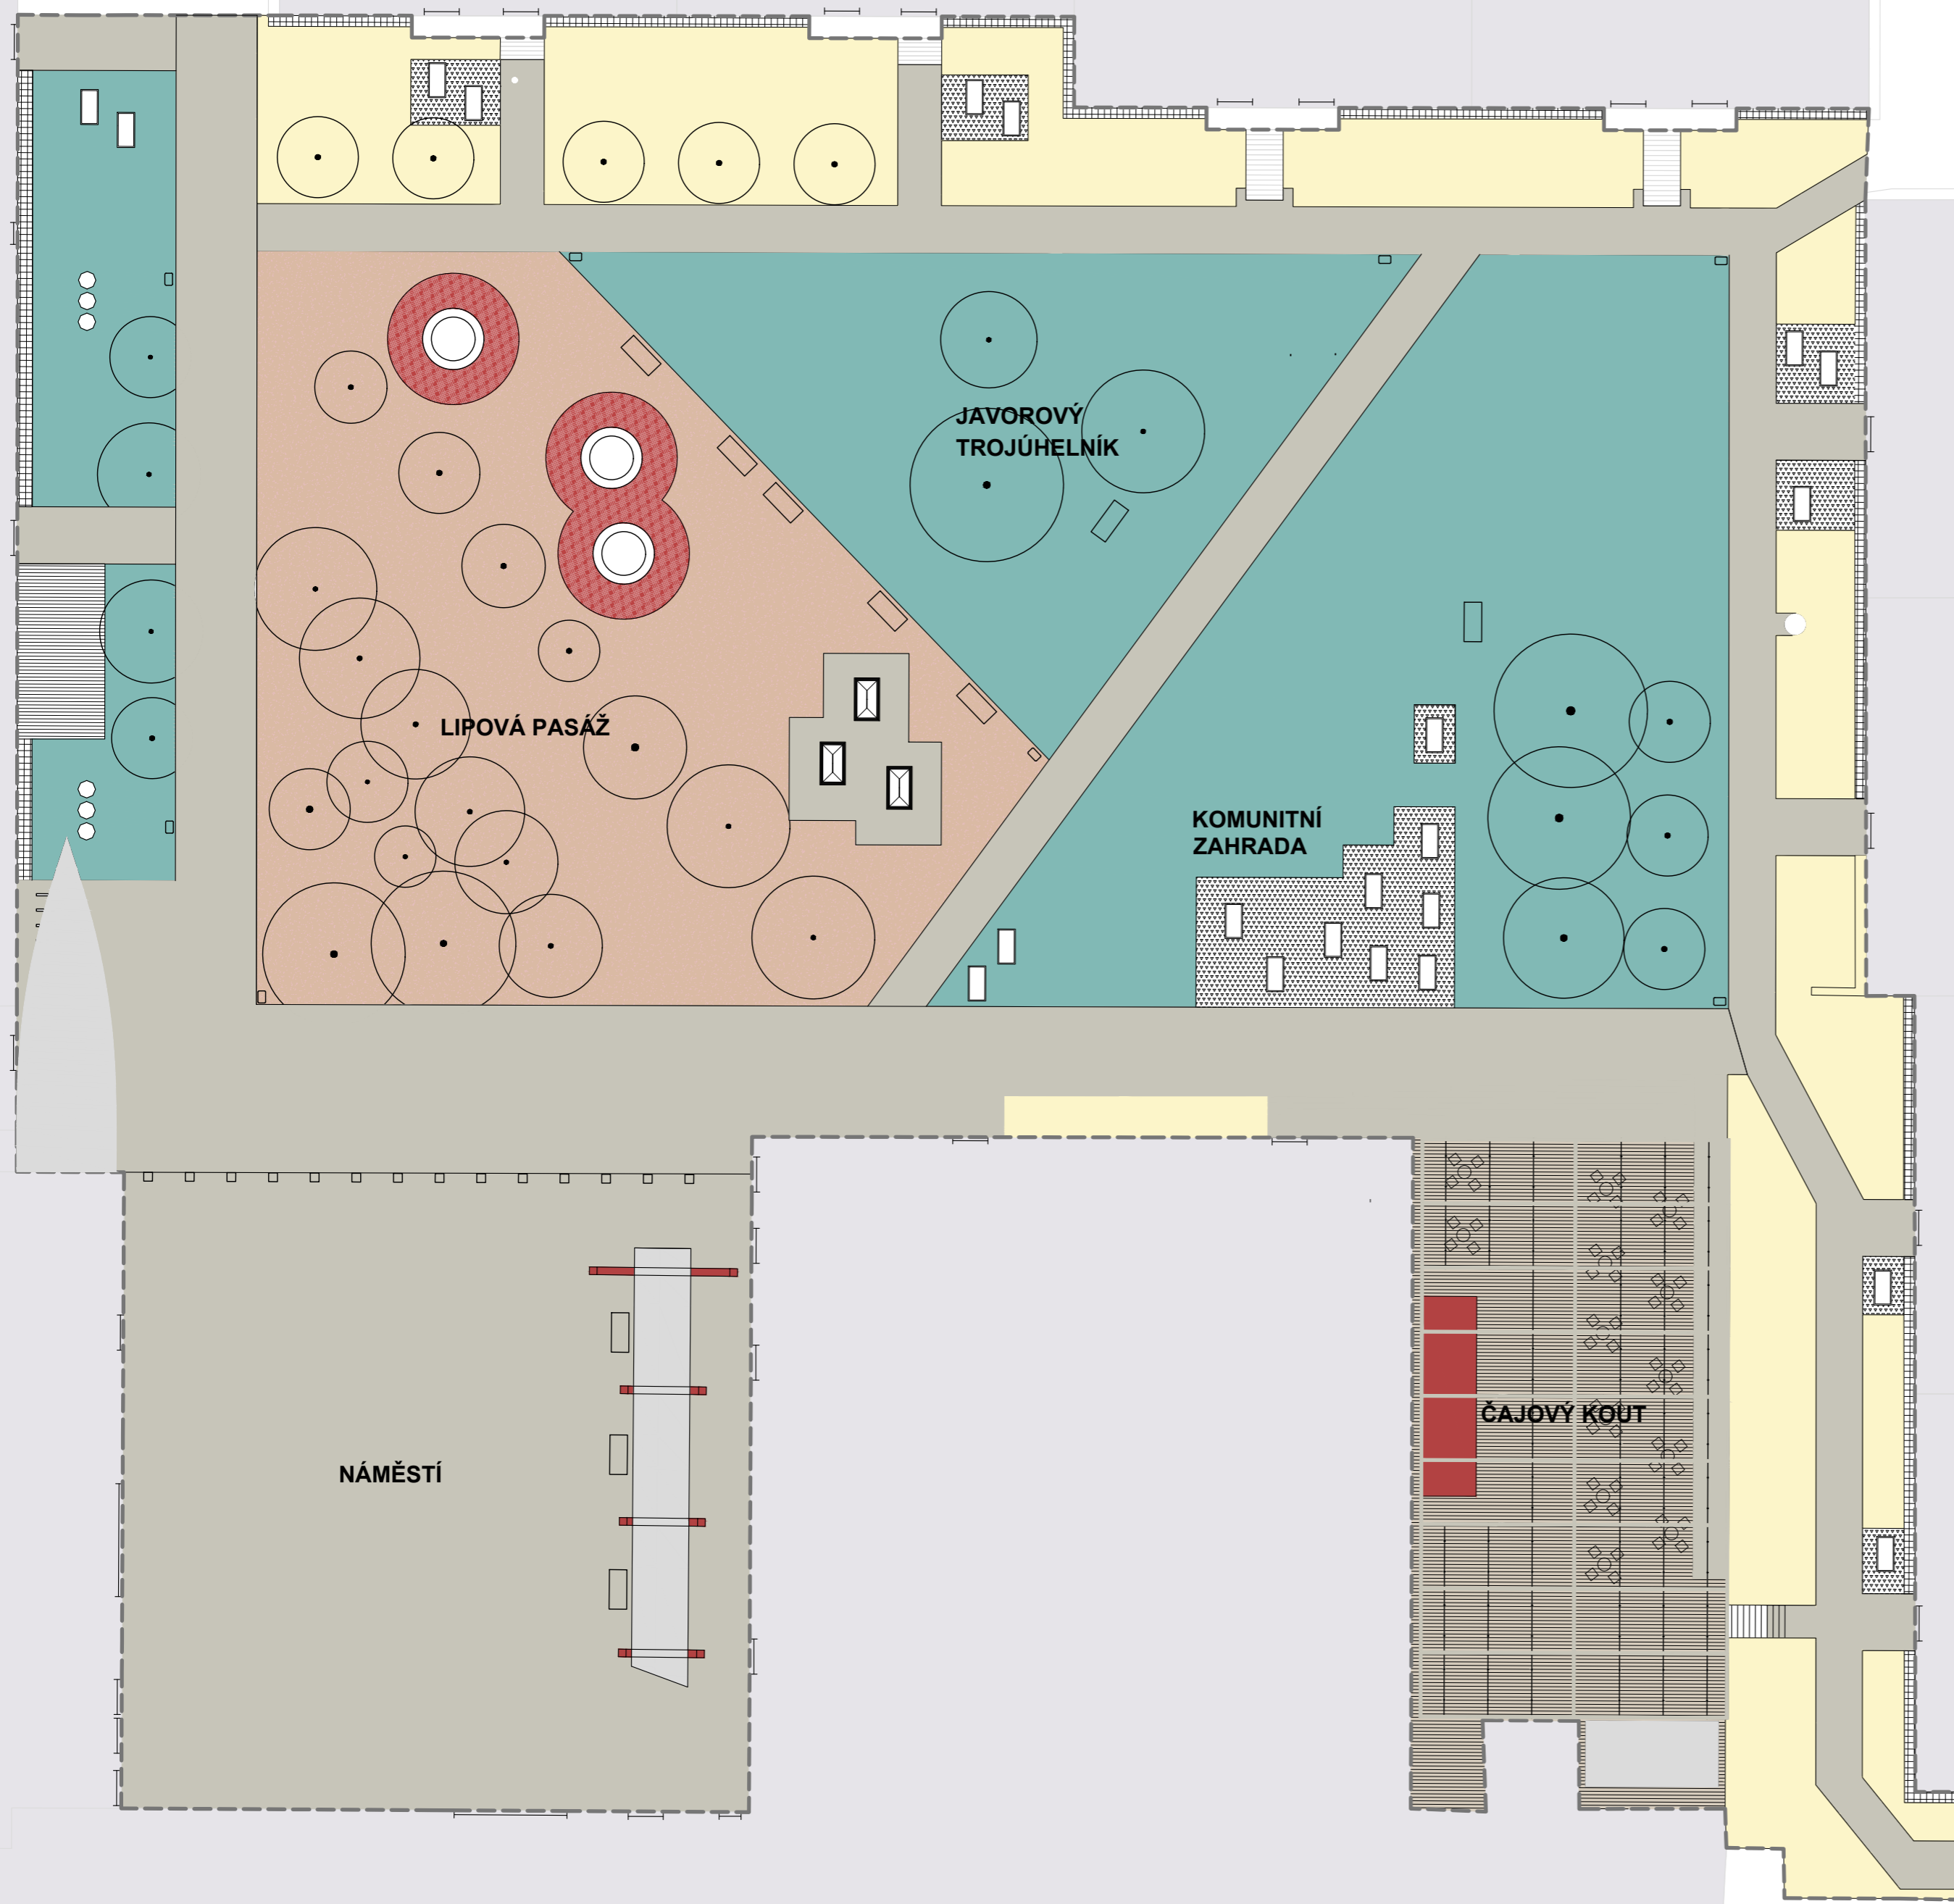 JAVOROVÝ
TROJÚHELNÍK
LIPOVÁ PASÁŽ
KOMUNITNÍ
ZAHRADA
ČAJOVÝ KOUT
NÁMĚSTÍ